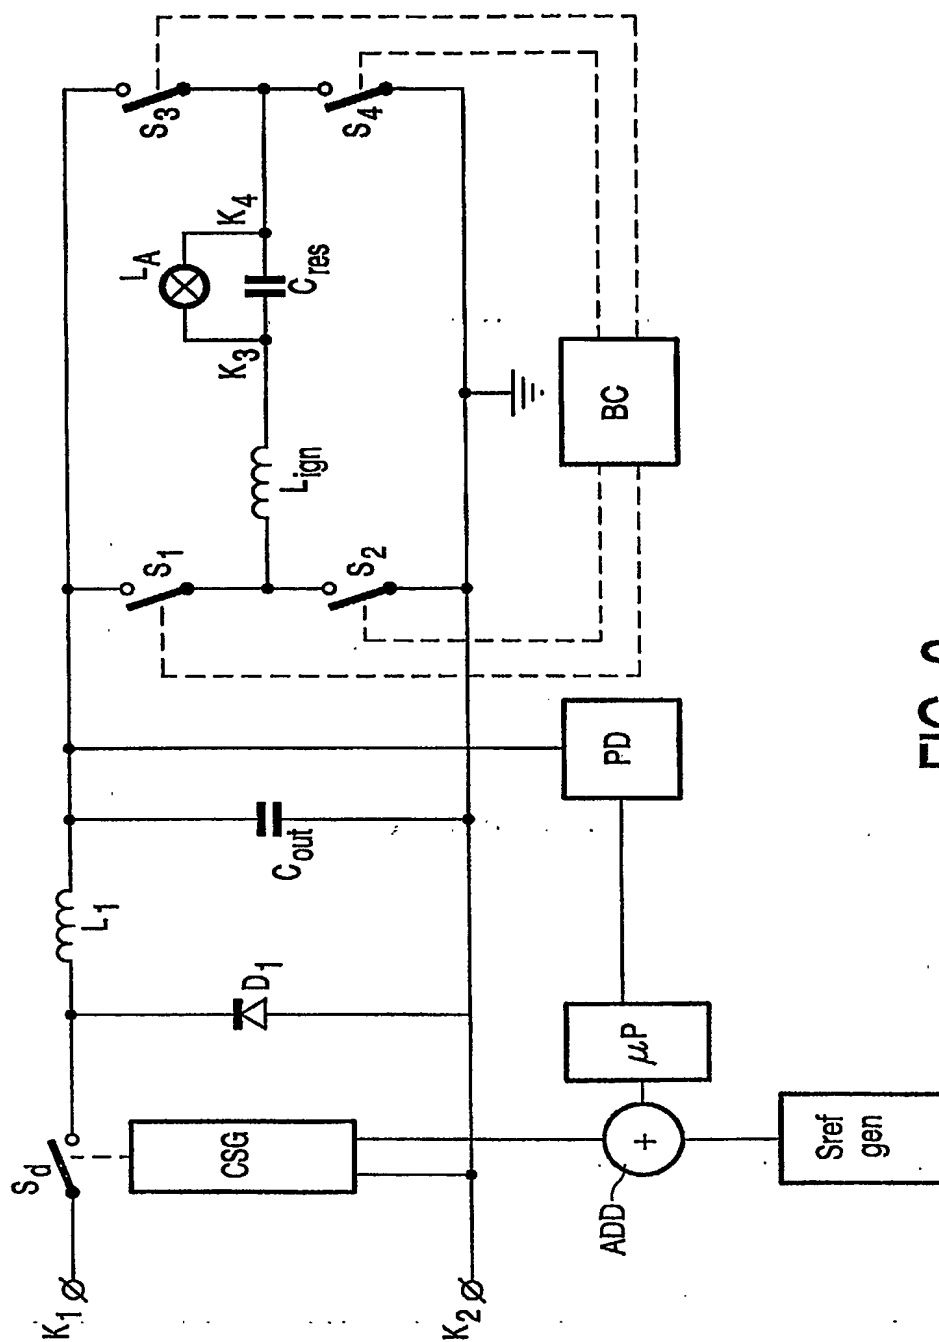 K1
Sd
CSG
K2
ADD
+
Sref
gen
μP
D1
L1
Cout
PD
S1
S2
Lign
K3
LA
Cres
K4
S3
S4
BC
FIG.